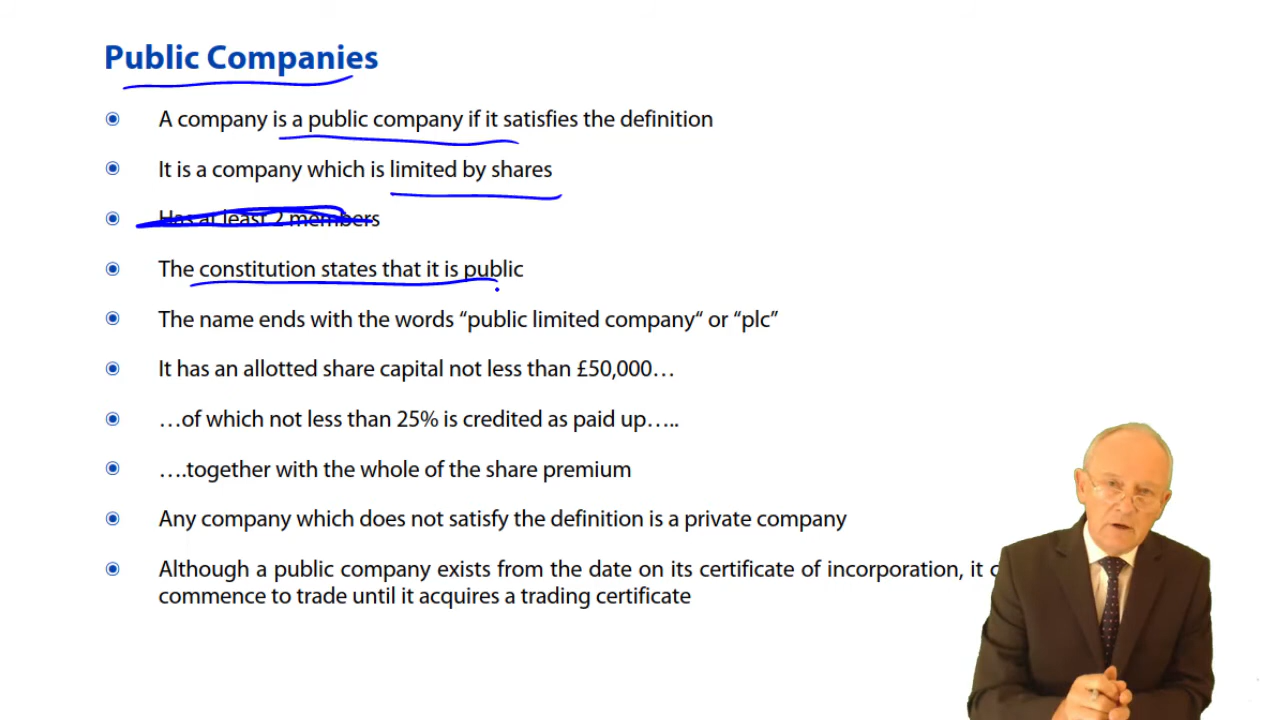 Public Companies
A company is a public company if it satisfies the definition
It is a company which is limited by shares
Has at least 2 members
The constitution states that it is public
The name ends with the words “public limited company“ or “plc”
It has an allotted share capital not less than £50,000…
…of which not less than 25% is credited as paid up…..
….together with the whole of the share premium
Any company which does not satisfy the definition is a private company
Although a public company exists from the date on its certificate of incorporation, it
commence to trade until it acquires a trading certificate